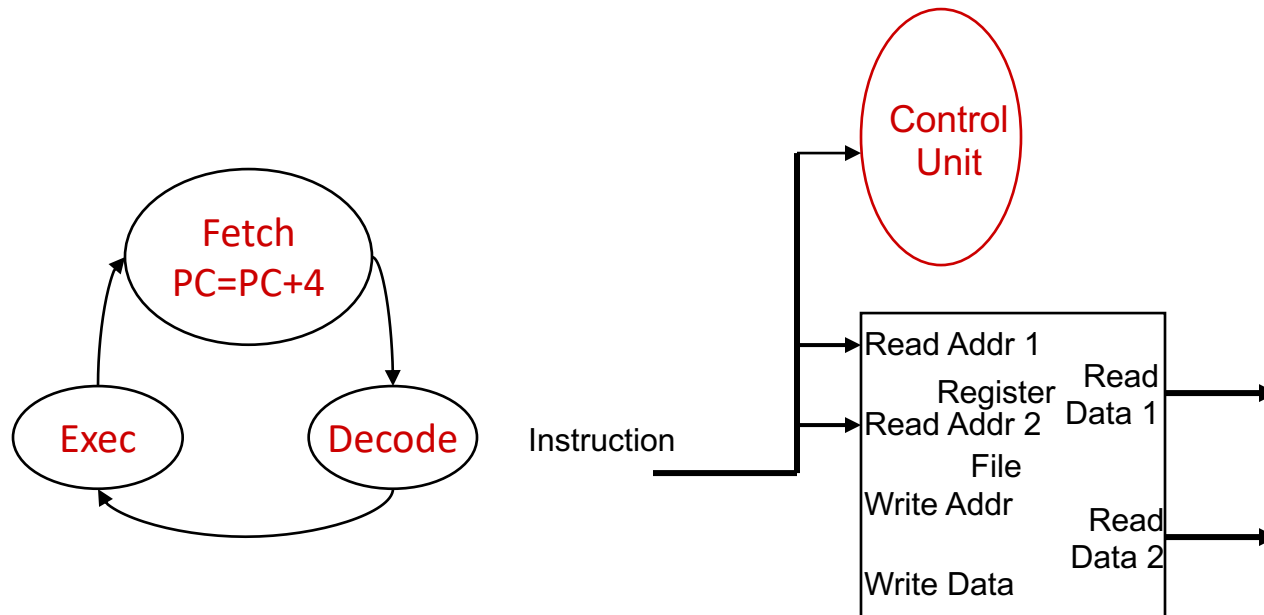 Fetch
PC=PC+4
Exec
Decode
Instruction
Control
Unit
Read Addr 1
Register
Read Addr 2
File
Write Addr
Write Data
Read
Data 1
Read
Data 2